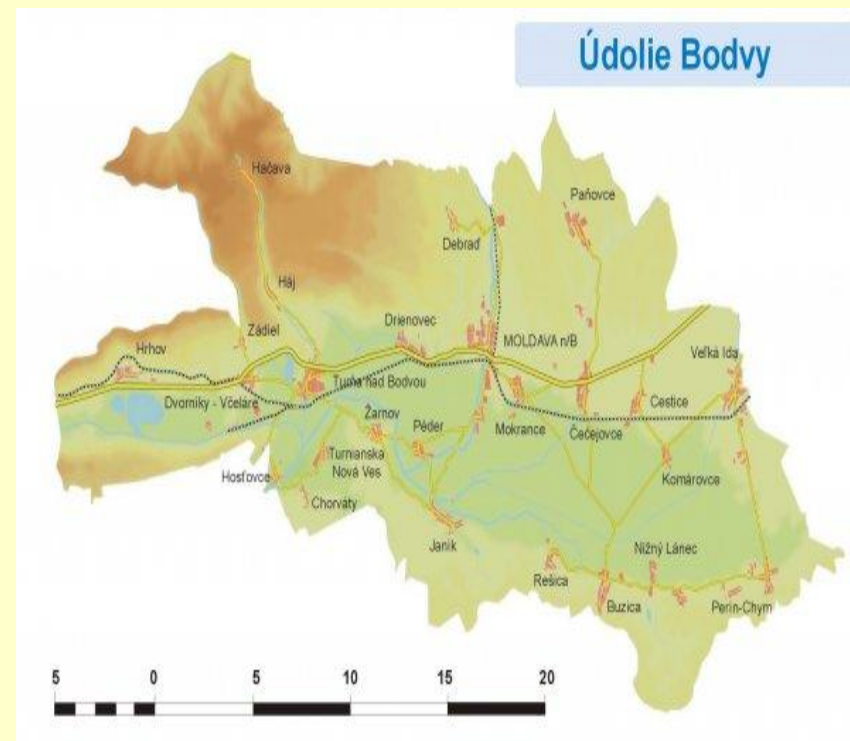 Údolie Bodvy
Hačava
Paňovce
Debraď
Háj
Zádiel
Drienovec
MOLDAVA n/B
Hrhov
Veľká Ida
Turňa nad Bodvou
Dvorníky - Včeláre
Cestice
Žarnov
Péder
Mokrance
Čečejovce
Turnianska
Nová Ves
Hosťovce
Komárovce
Chorváty
Janík
Nižný Lánec
Rešica
Buzica
Perín-Chym
5 0 5 10 15 20